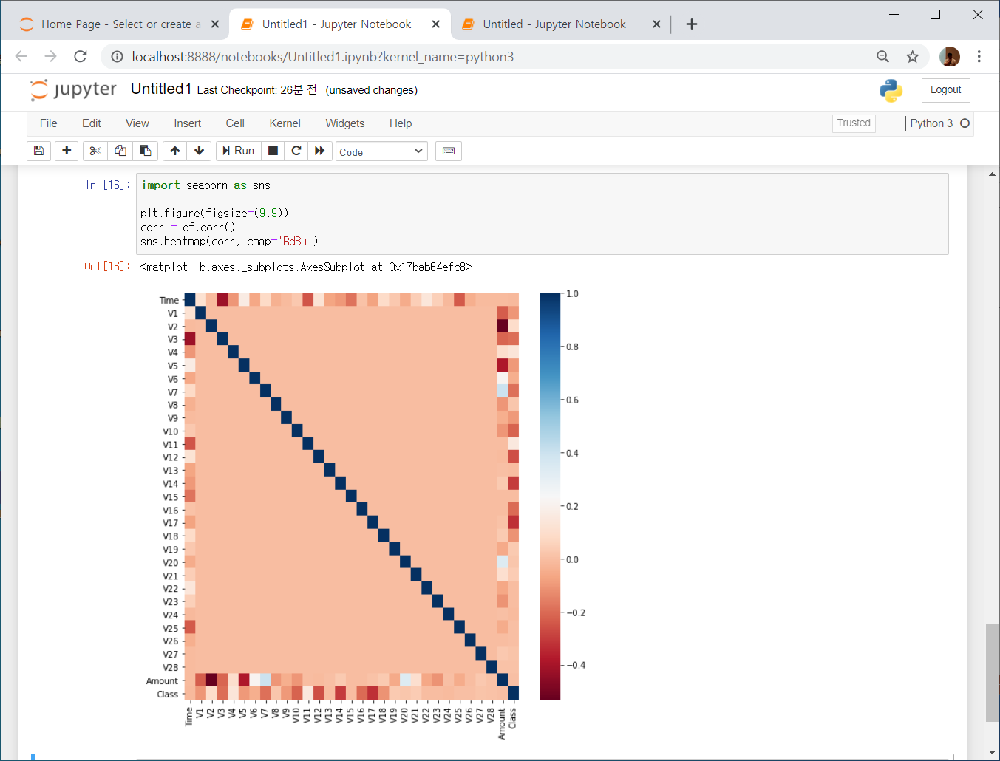 Home Page - Select or create a
Untitled1 - Jupyter Notebook
Untitled - Jupyter Notebook
localhost:8888/notebooks/Untitled1.ipynb?kernel_name=python3
jupyter Untitled1 Last Checkpoint: 26분 전 (unsaved changes)
Logout
File Edit View Insert Cell Kernel Widgets Help
Trusted
Python 3
Run
Code
In [16]:
import seaborn as sns
plt.figure(figsize=(9,9))
corr = df.corr()
sns.heatmap(corr, cmap='RdBu')
Out[16]: <matplotlib.axes._subplots.AxesSubplot at 0x17bab64efc8>
Time
V1
V2
V3
V4
V5
V6
V7
V8
V9
V10
V11
V12
V13
V14
V15
V16
V17
V18
V19
V20
V21
V22
V23
V24
V25
V26
V27
V28
Amount
Class
Time V1 V2 V3 V4 V5 V6 V7 V8 V9 V10 V11 V12 V13 V14 V15 V16 V17 V18 V19 V20 V21 V22 V23 V24 V25 V26 V27 V28 Amount Class
1.0
0.8
0.6
0.4
0.2
0.0
−0.2
−0.4